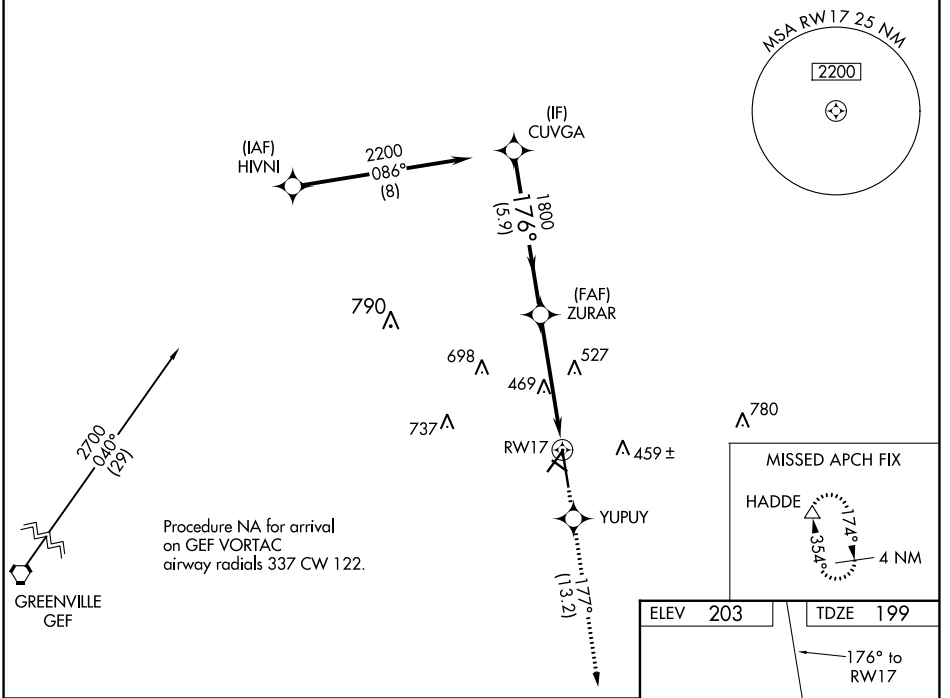 MSA RW17 25 NM
2200
(IF)
CUVGA
(IAF)
HIVNI
2200
086°
(8)
1800
176°
(5.9)
(FAF)
ZURAR
790
698
527
469
737
780
RW17
459 ±
2700
040°
(29)
MISSED APCH FIX
HADDE
174°
354°
4 NM
YUPUY
Procedure NA for arrival
on GEF VORTAC
airway radials 337 CW 122.
177°
(13.2)
GREENVILLE
GEF
ELEV 203
TDZE 199
176° to
RW17